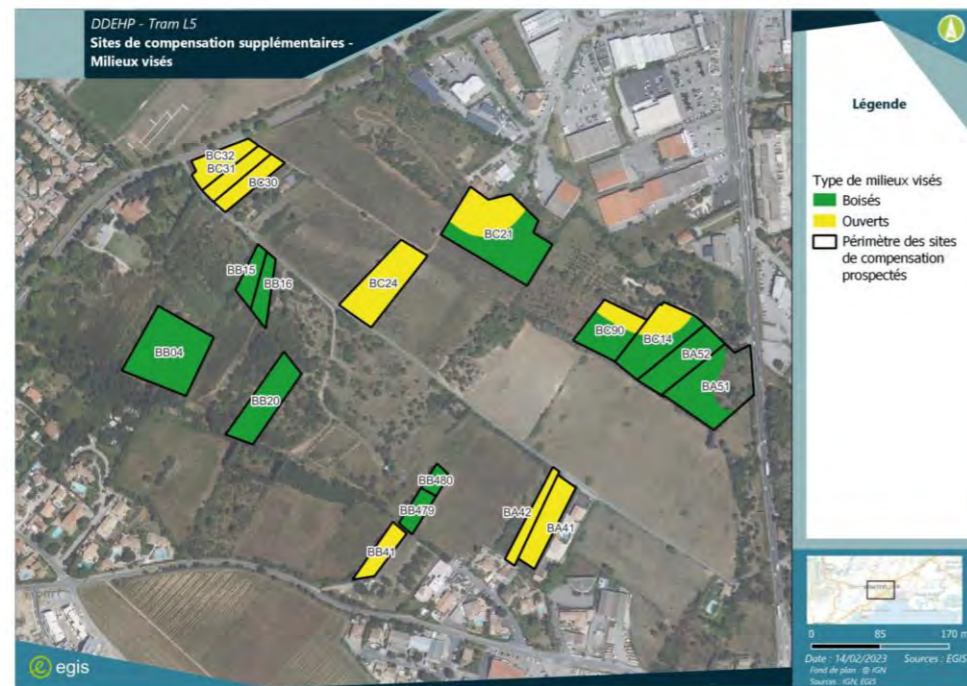 DDEHP - Tram L5
Sites de compensation supplémentaires -
Milieux visés
BC32
BC31
BC30
BC21
BB15
BB16
BC24
BB04
BC90
BC14
BA52
BA51
BB20
BB480
BB479
BB41
BA42
BA41
egis
Légende
Type de milieux visés
Boisés
Ouverts
Périmètre des sites
de compensation
prospectés
0 85 170 m
Date : 14/02/2023 Sources : EGIS
Fond de plan : @ IGN
Sources : IGN, EGIS